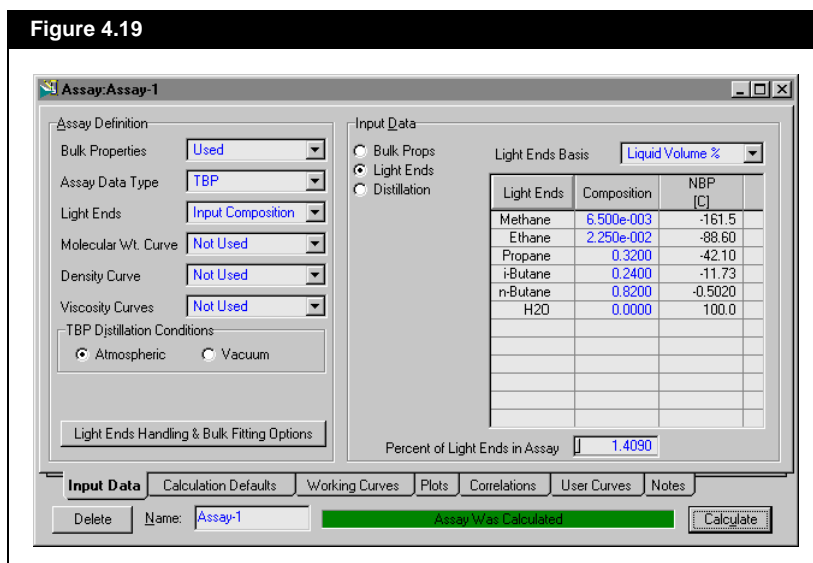 Figure 4.19
Assay:Assay-1
Assay Definition
Bulk Properties Used
Assay Data Type TBP
Light Ends Input Composition
Molecular Wt. Curve Not Used
Density Curve Not Used
Viscosity Curves Not Used
TBP Distillation Conditions
Atmospheric Vacuum
Light Ends Handling & Bulk Fitting Options
Input Data
Bulk Props
Light Ends
Distillation
Light Ends Basis Liquid Volume %
Light Ends Composition NBP [C]
Methane 6.500e-003 -161.5
Ethane 2.250e-002 -88.60
Propane 0.3200 -42.10
i-Butane 0.2400 -11.73
n-Butane 0.8200 -0.5020
H2O 0.0000 100.0
Percent of Light Ends in Assay 1.4090
Input Data Calculation Defaults Working Curves Plots Correlations User Curves Notes
Delete Name: Assay-1 Assay Was Calculated Calculate